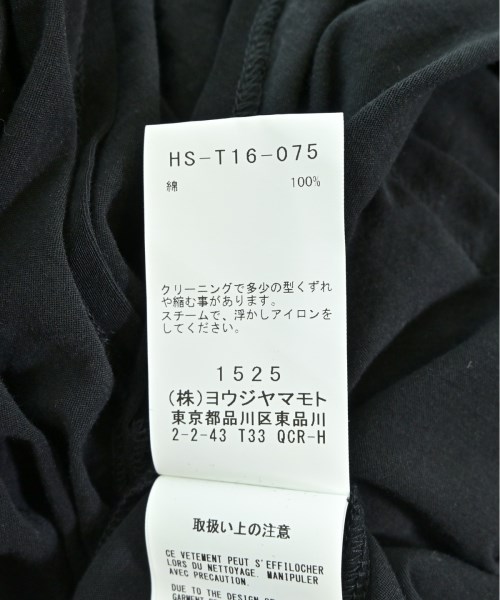 HS-T16-075
綿 100%
クリーニングで多少の型くずれ
や縮む事があります。
スチームで、浮かしアイロンを
してください。
1525
(株)ヨウジヤマモト
東京都品川区東品川
2-2-43 T33 QCR-H
取扱い上の注意
CE VETEMENT PEUT S'EFFILOCHER
LORS DU NETTOYAGE. MANIPULER
AVEC PRECAUTION.
DUE TO THE DESIGN OF